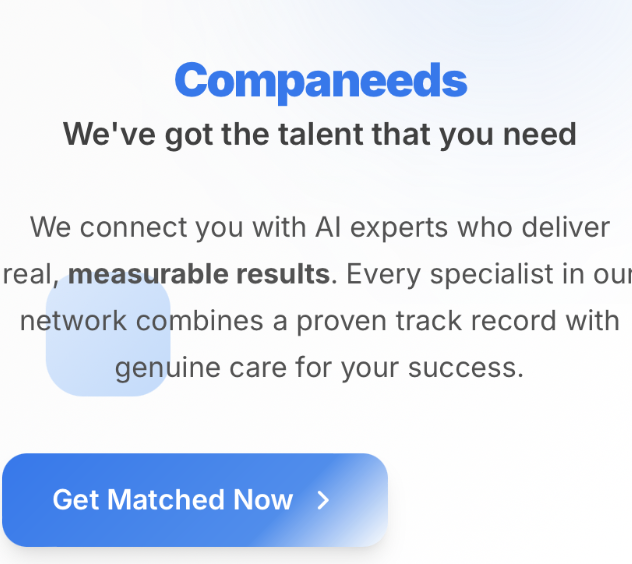 Companeeds
We've got the talent that you need
We connect you with AI experts who deliver
real, measurable results. Every specialist in our
network combines a proven track record with
genuine care for your success.
Get Matched Now